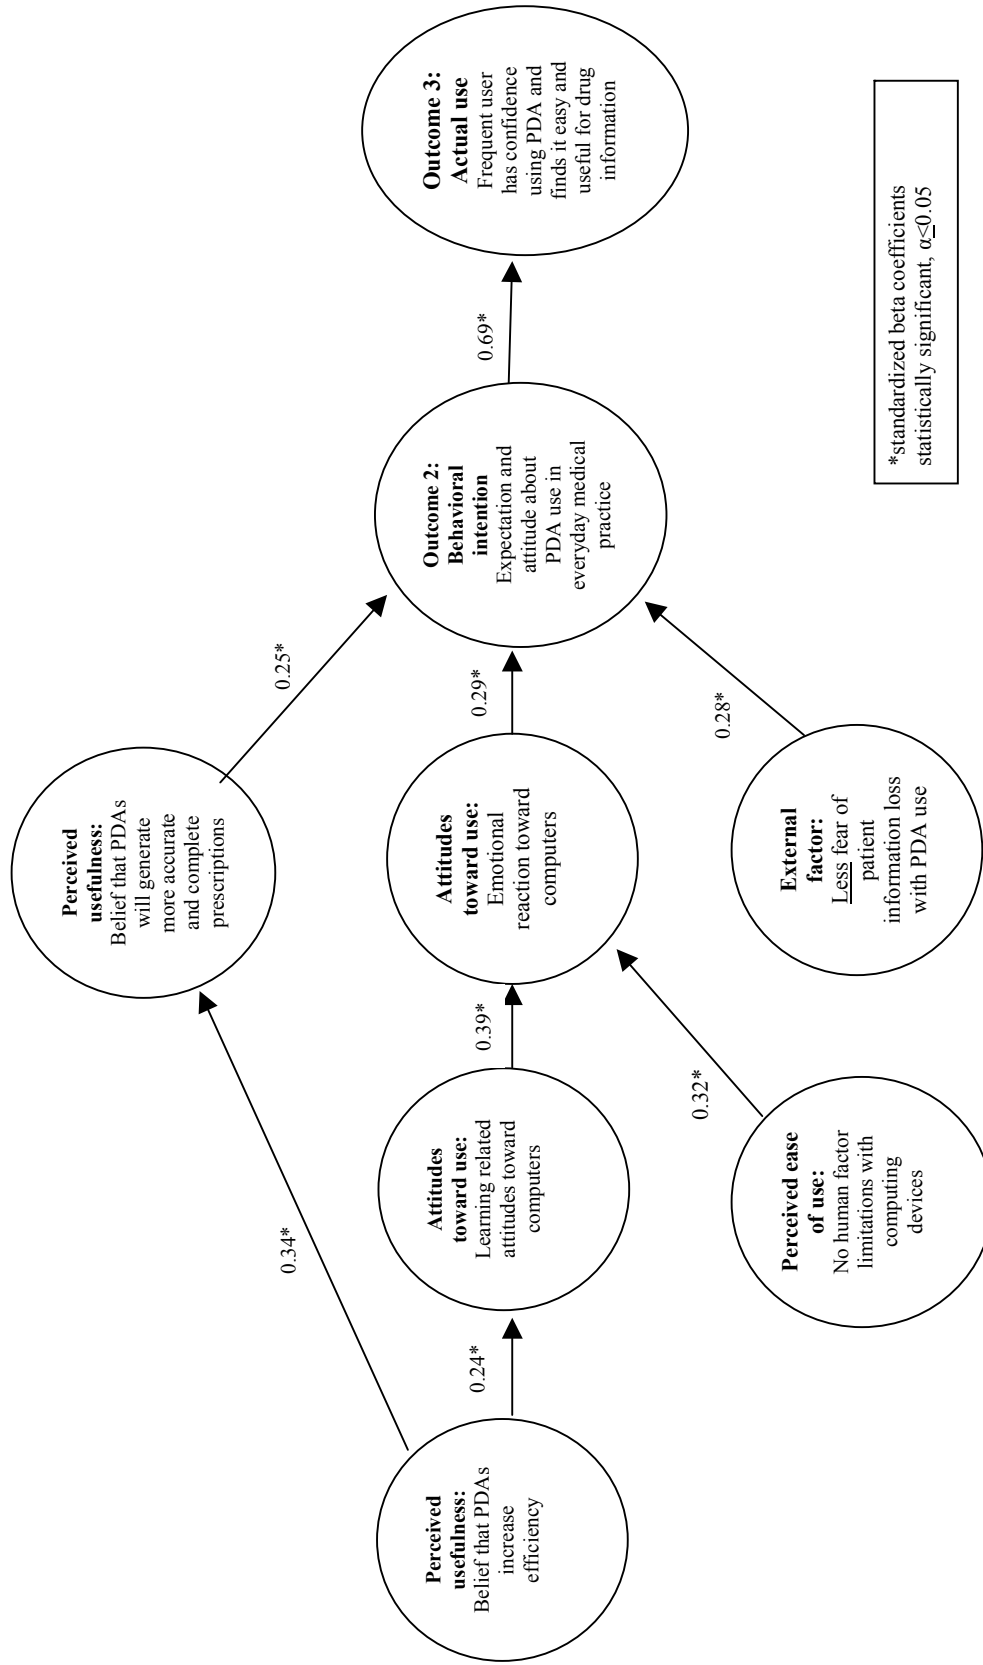 Perceived
usefulness:
Belief that PDAs
increase
efficiency
0.34*
0.24*
Perceived
usefulness:
Belief that PDAs
will generate
more accurate
and complete
prescriptions
Attitudes
toward use:
Learning related
attitudes toward
computers
Perceived ease
of use:
No human factor
limitations with
computing
devices
0.39*
0.32*
Attitudes
toward use:
Emotional
reaction toward
computers
External
factor:
Less fear of
patient
information loss
with PDA use
0.25*
0.29*
0.28*
Outcome 2:
Behavioral
intention
Expectation and
attitude about
PDA use in
everyday medical
practice
0.69*
Outcome 3:
Actual use
Frequent user
has confidence
using PDA and
finds it easy and
useful for drug
information
*standardized beta coefficients
statistically significant, α≤0.05